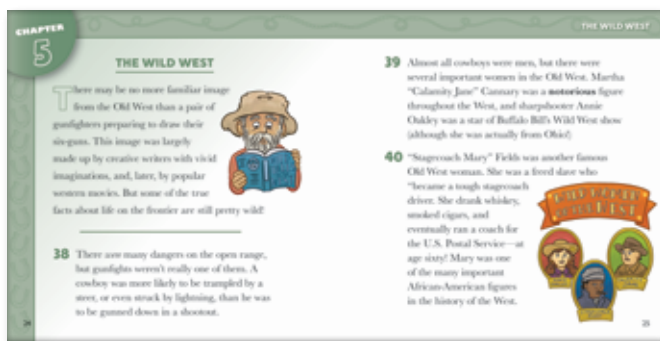 CHAPTER
5
THE WILD WEST
There may be no more familiar image
from the Old West than a pair of
gunfighters preparing to draw their
six-guns. This image was largely
made up by creative writers with vivid
imaginations, and, later, by popular
western movies. But some of the true
facts about life on the frontier are still pretty wild!
38 There are many dangers on the open range,
but gunfights weren't really one of them. A
cowboy was more likely to be trampled by a
steer, or even struck by lightning, than he was
to be gunned down in a shootout.
24
THE WILD WEST
39 Almost all cowboys were men, but there were
several important women in the Old West. Martha
"Calamity Jane" Cannary was a notorious figure
throughout the West, and sharpshooter Annie
Oakley was a star of Buffalo Bill's Wild West show
(although she was actually from Ohio!)
40 "Stagecoach Mary" Fields was another famous
Old West woman. She was a freed slave who
"became a tough stagecoach
driver. She drank whiskey,
smoked cigars, and
eventually ran a coach for
the U.S. Postal Service—at
age sixty! Mary was one
of the many important
African-American figures
in the history of the West.
25